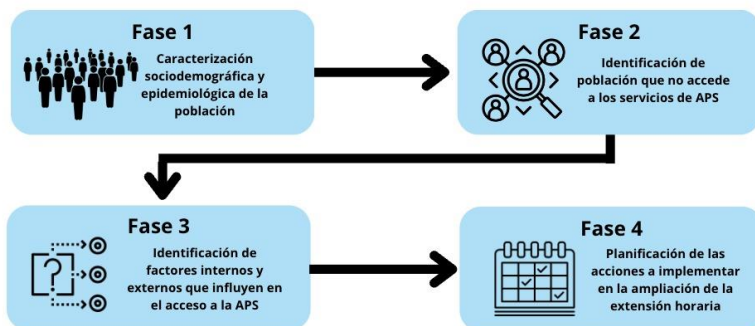 Fase 1
Caracterización
sociodemográfica y
epidemiológica de la
población
Fase 2
Identificación de
población que no accede
a los servicios de APS
Fase 3
Identificación de
factores internos y
externos que influyen en
el acceso a la APS
Fase 4
Planificación de las
acciones a implementar
en la ampliación de la
extensión horaria